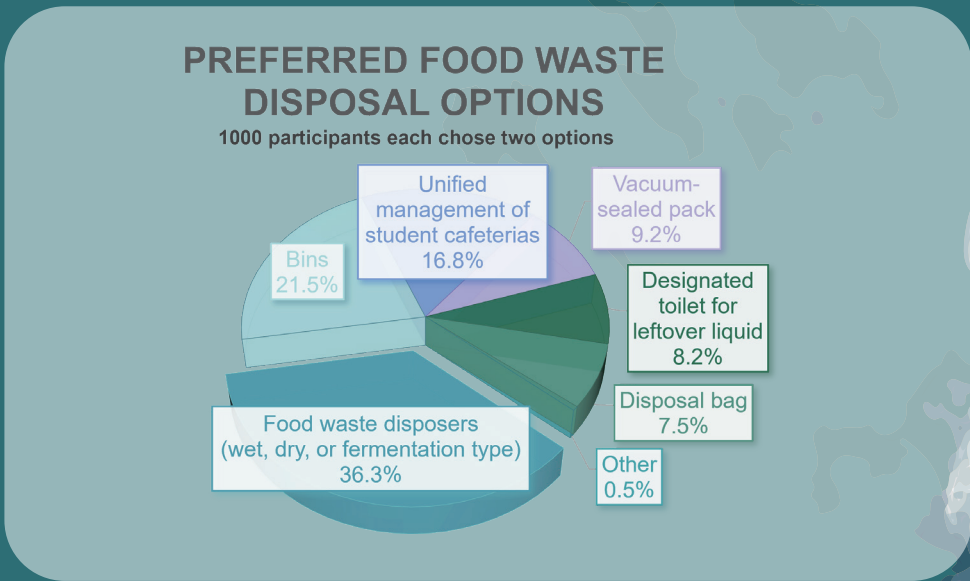 PREFERRED FOOD WASTE
DISPOSAL OPTIONS
1000 participants each chose two options
Unified
management of
student cafeterias
16.8%
Vacuum-
sealed pack
9.2%
Bins
21.5%
Designated
toilet for
leftover liquid
8.2%
Disposal bag
7.5%
Food waste disposers
(wet, dry, or fermentation type)
36.3%
Other
0.5%